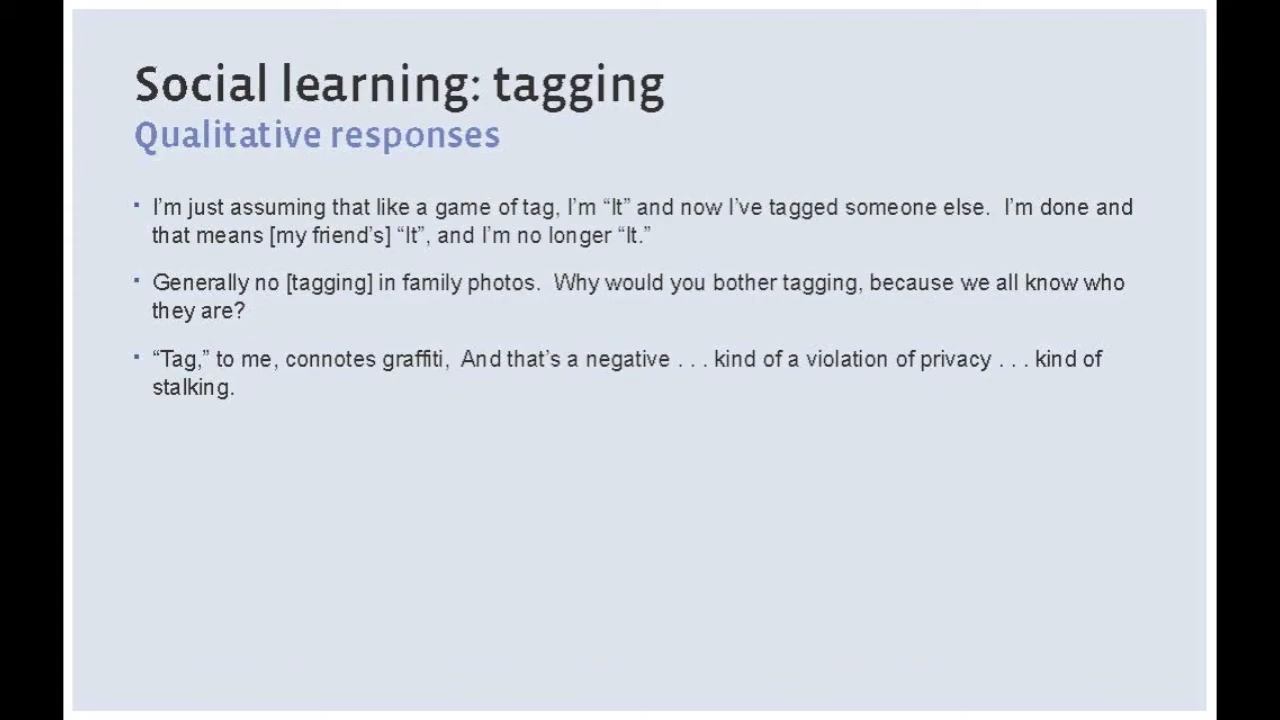 Social learning: tagging
Qualitative responses
I’m just assuming that like a game of tag, I’m “It” and now I’ve tagged someone else.  I’m done and
that means [my friend’s] “It”, and I’m no longer “It.”
Generally no [tagging] in family photos.  Why would you bother tagging, because we all know who
they are?
“Tag,” to me, connotes graffiti,  And that’s a negative . . . kind of a violation of privacy . . . kind of
stalking.